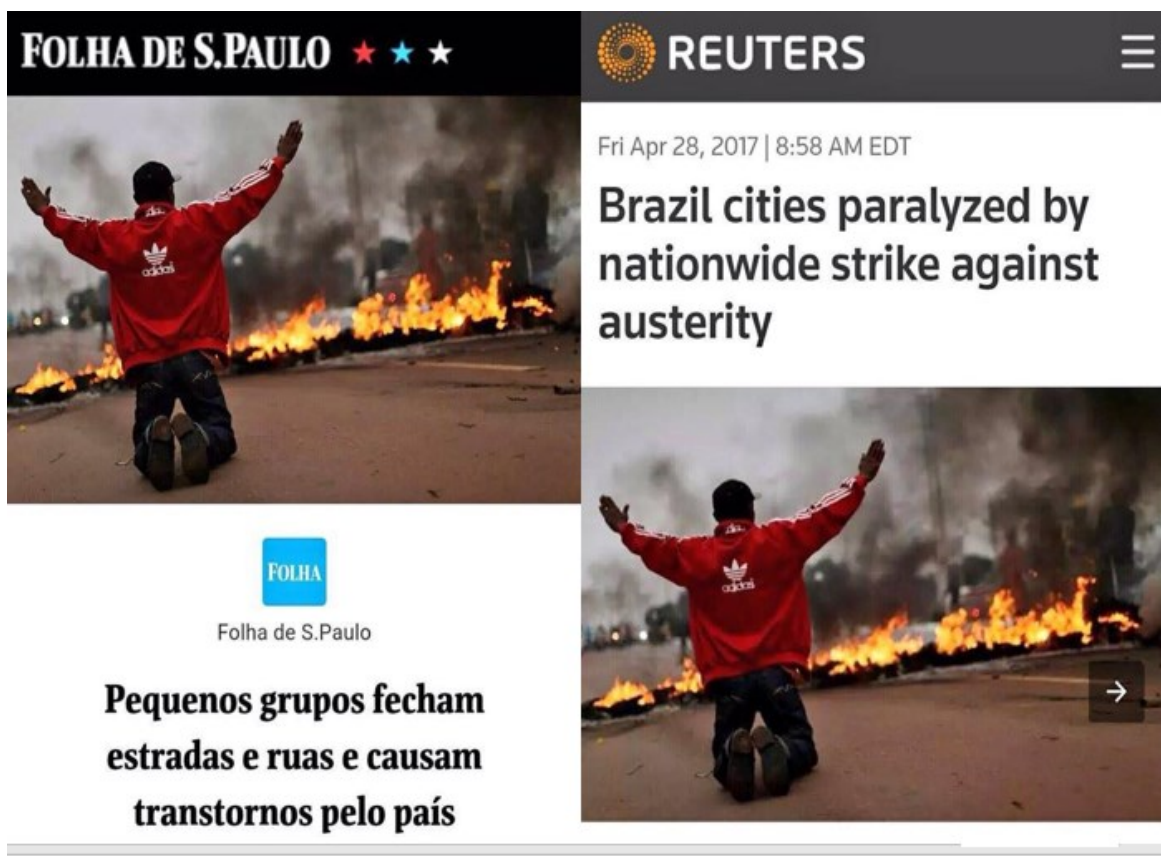 FOLHA DE S.PAULO
adidas
FOLHA
Folha de S.Paulo
Pequenos grupos fecham
estradas e ruas e causam
transtornos pelo país
REUTERS
Fri Apr 28, 2017 | 8:58 AM EDT
Brazil cities paralyzed by
nationwide strike against
austerity
adidas